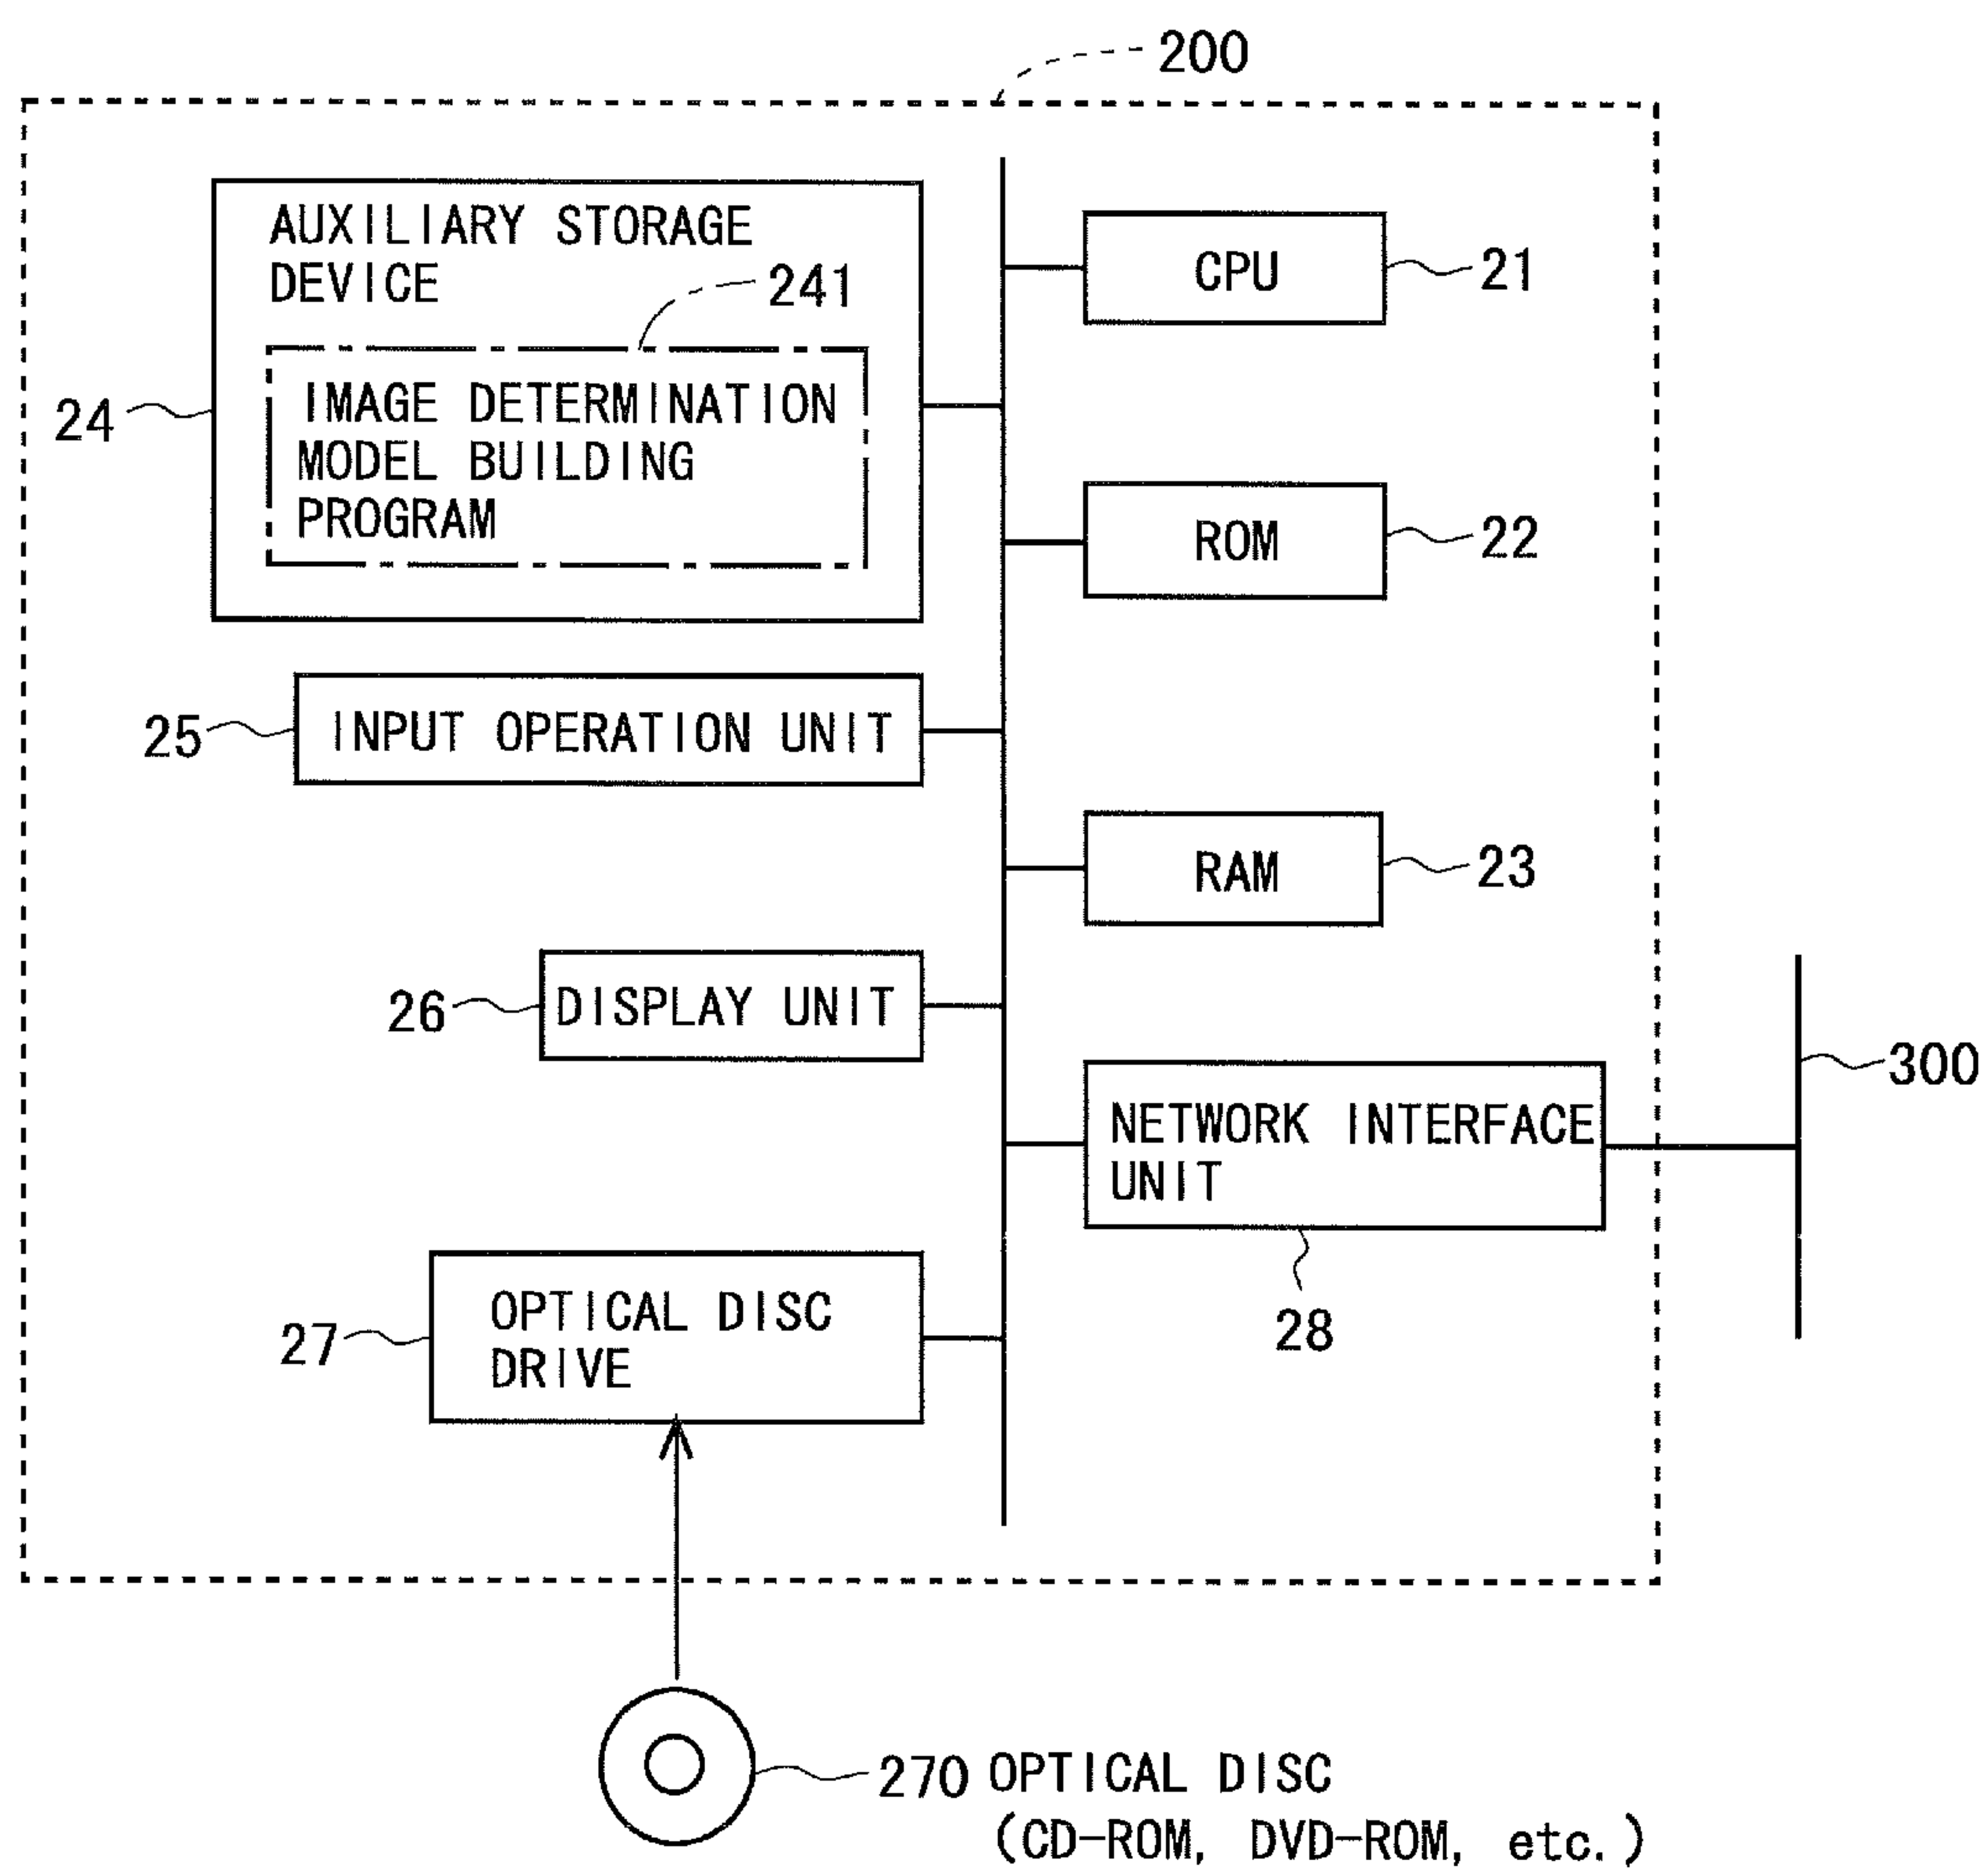 200
AUXILIARY STORAGE
DEVICE
241
IMAGE DETERMINATION
MODEL BUILDING
PROGRAM
24
CPU
21
ROM
22
25
INPUT OPERATION UNIT
RAM
23
26
DISPLAY UNIT
300
NETWORK INTERFACE
UNIT
28
27
OPTICAL DISC
DRIVE
270 OPTICAL DISC
(CD-ROM, DVD-ROM, etc.)